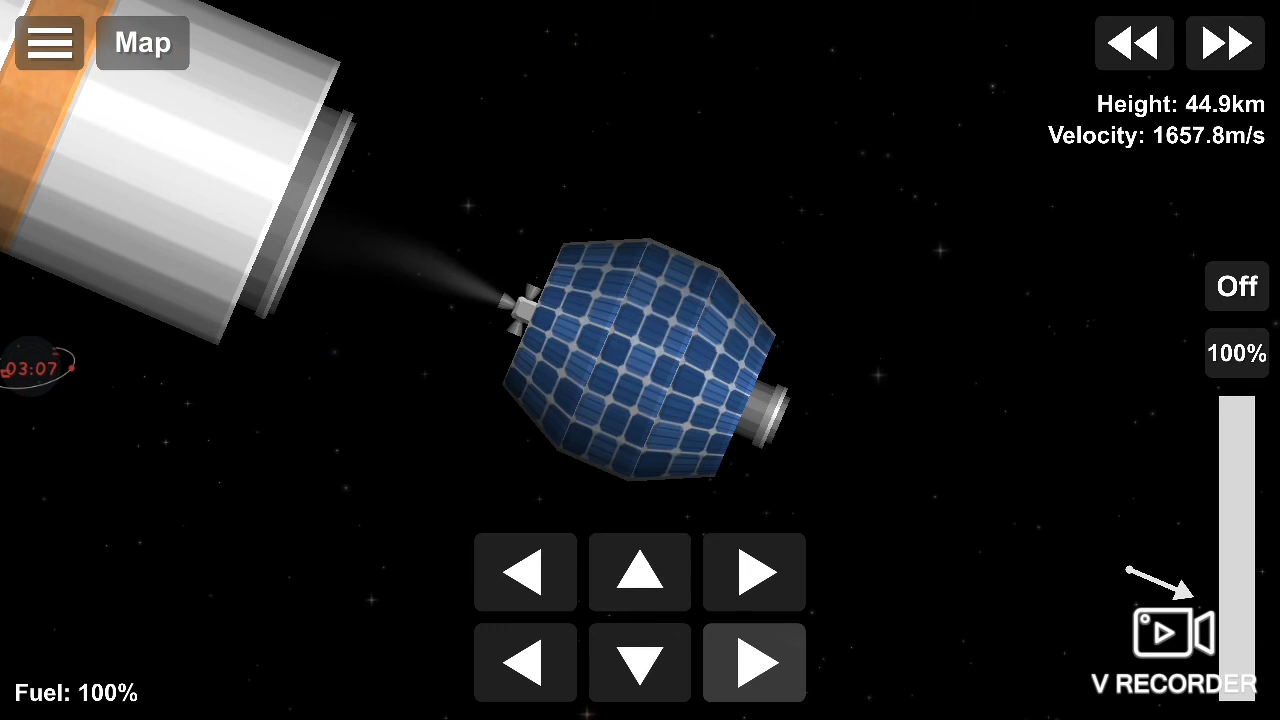 Map
Height: 44.9km
Velocity: 1657.8m/s
Off
100%
03:07
V RECORDER
Fuel: 100%